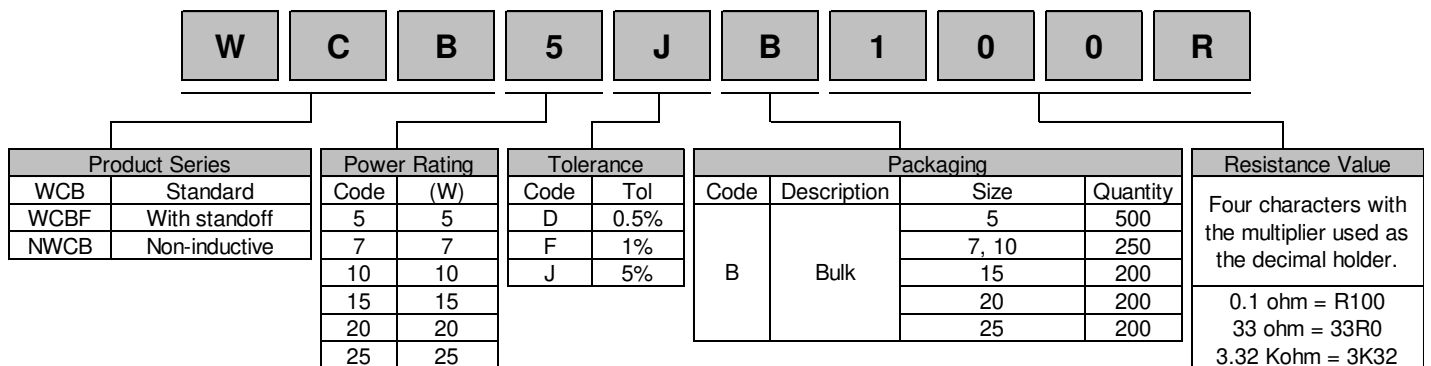 W C B 5 J B 1 0 0 R
Product Series
WCB Standard
WCBF With standoff
NWCB Non-inductive
Power Rating
Code (W)
5 5
7 7
10 10
15 15
20 20
25 25
Tolerance
Code Tol
D 0.5%
F 1%
J 5%
Packaging
Code Description Size Quantity
B Bulk
5 500
7, 10 250
15 200
20 200
25 200
Resistance Value
Four characters with
the multiplier used as
the decimal holder.
0.1 ohm = R100
33 ohm = 33R0
3.32 Kohm = 3K32